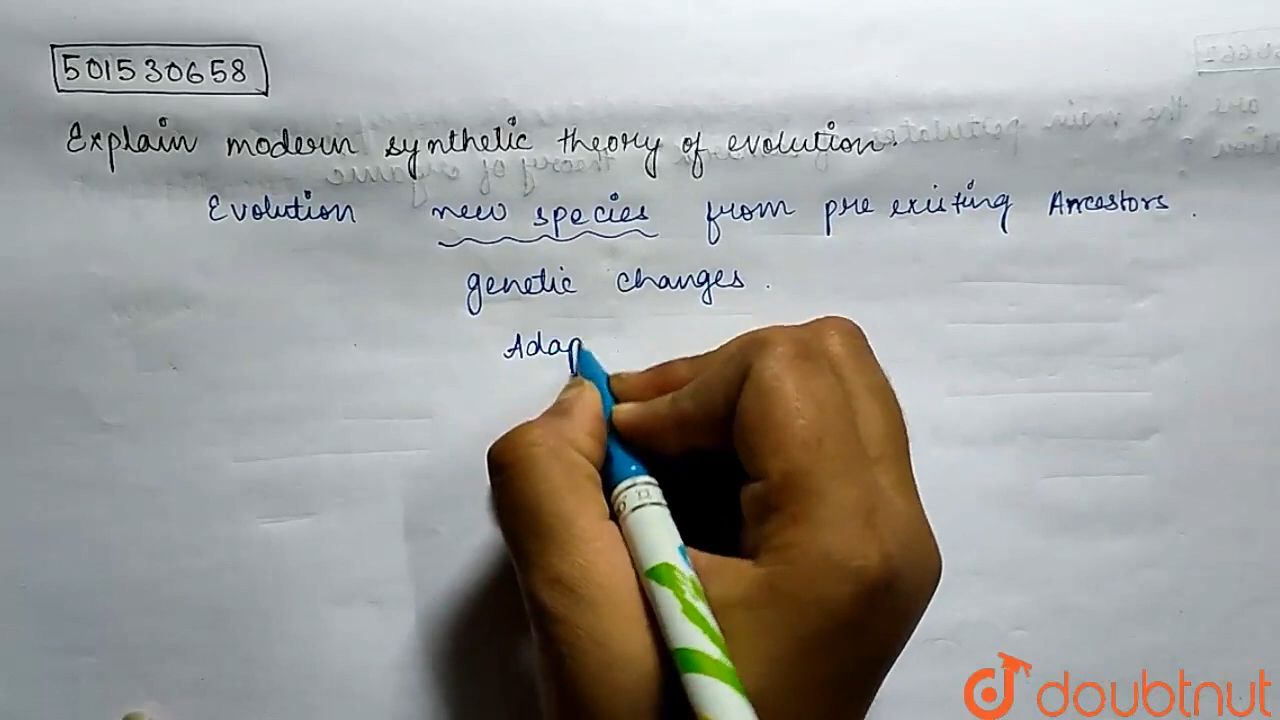 501530658
Explain modern synthetic theory of evolution.
Evolution new species from pre existing Ancestors.
genetic changes.
Adap
doubtnut